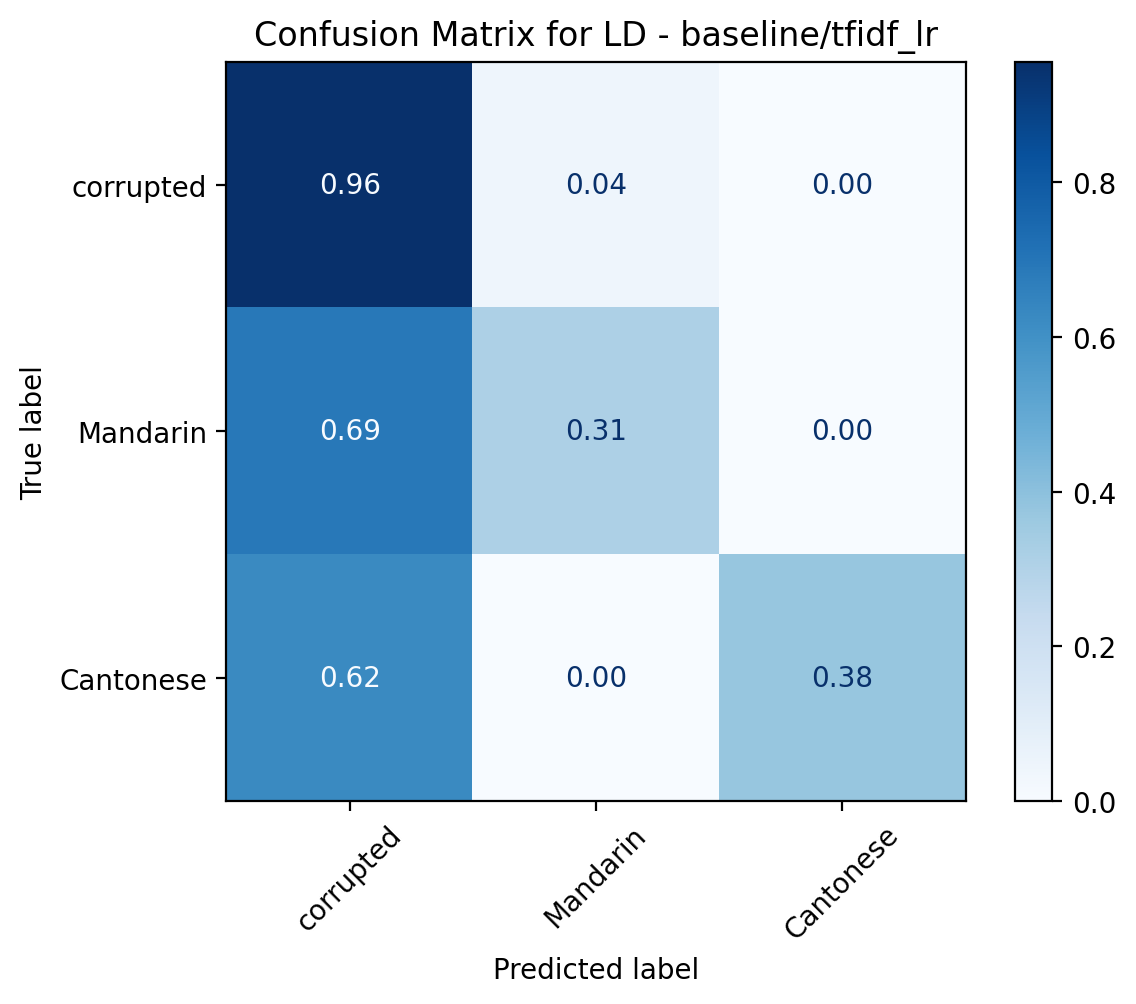 Confusion Matrix for LD - baseline/tfidf_lr
True label
corrupted 0.96 0.04 0.00
Mandarin 0.69 0.31 0.00
Cantonese 0.62 0.00 0.38
corrupted Mandarin Cantonese
Predicted label
0.8
0.6
0.4
0.2
0.0